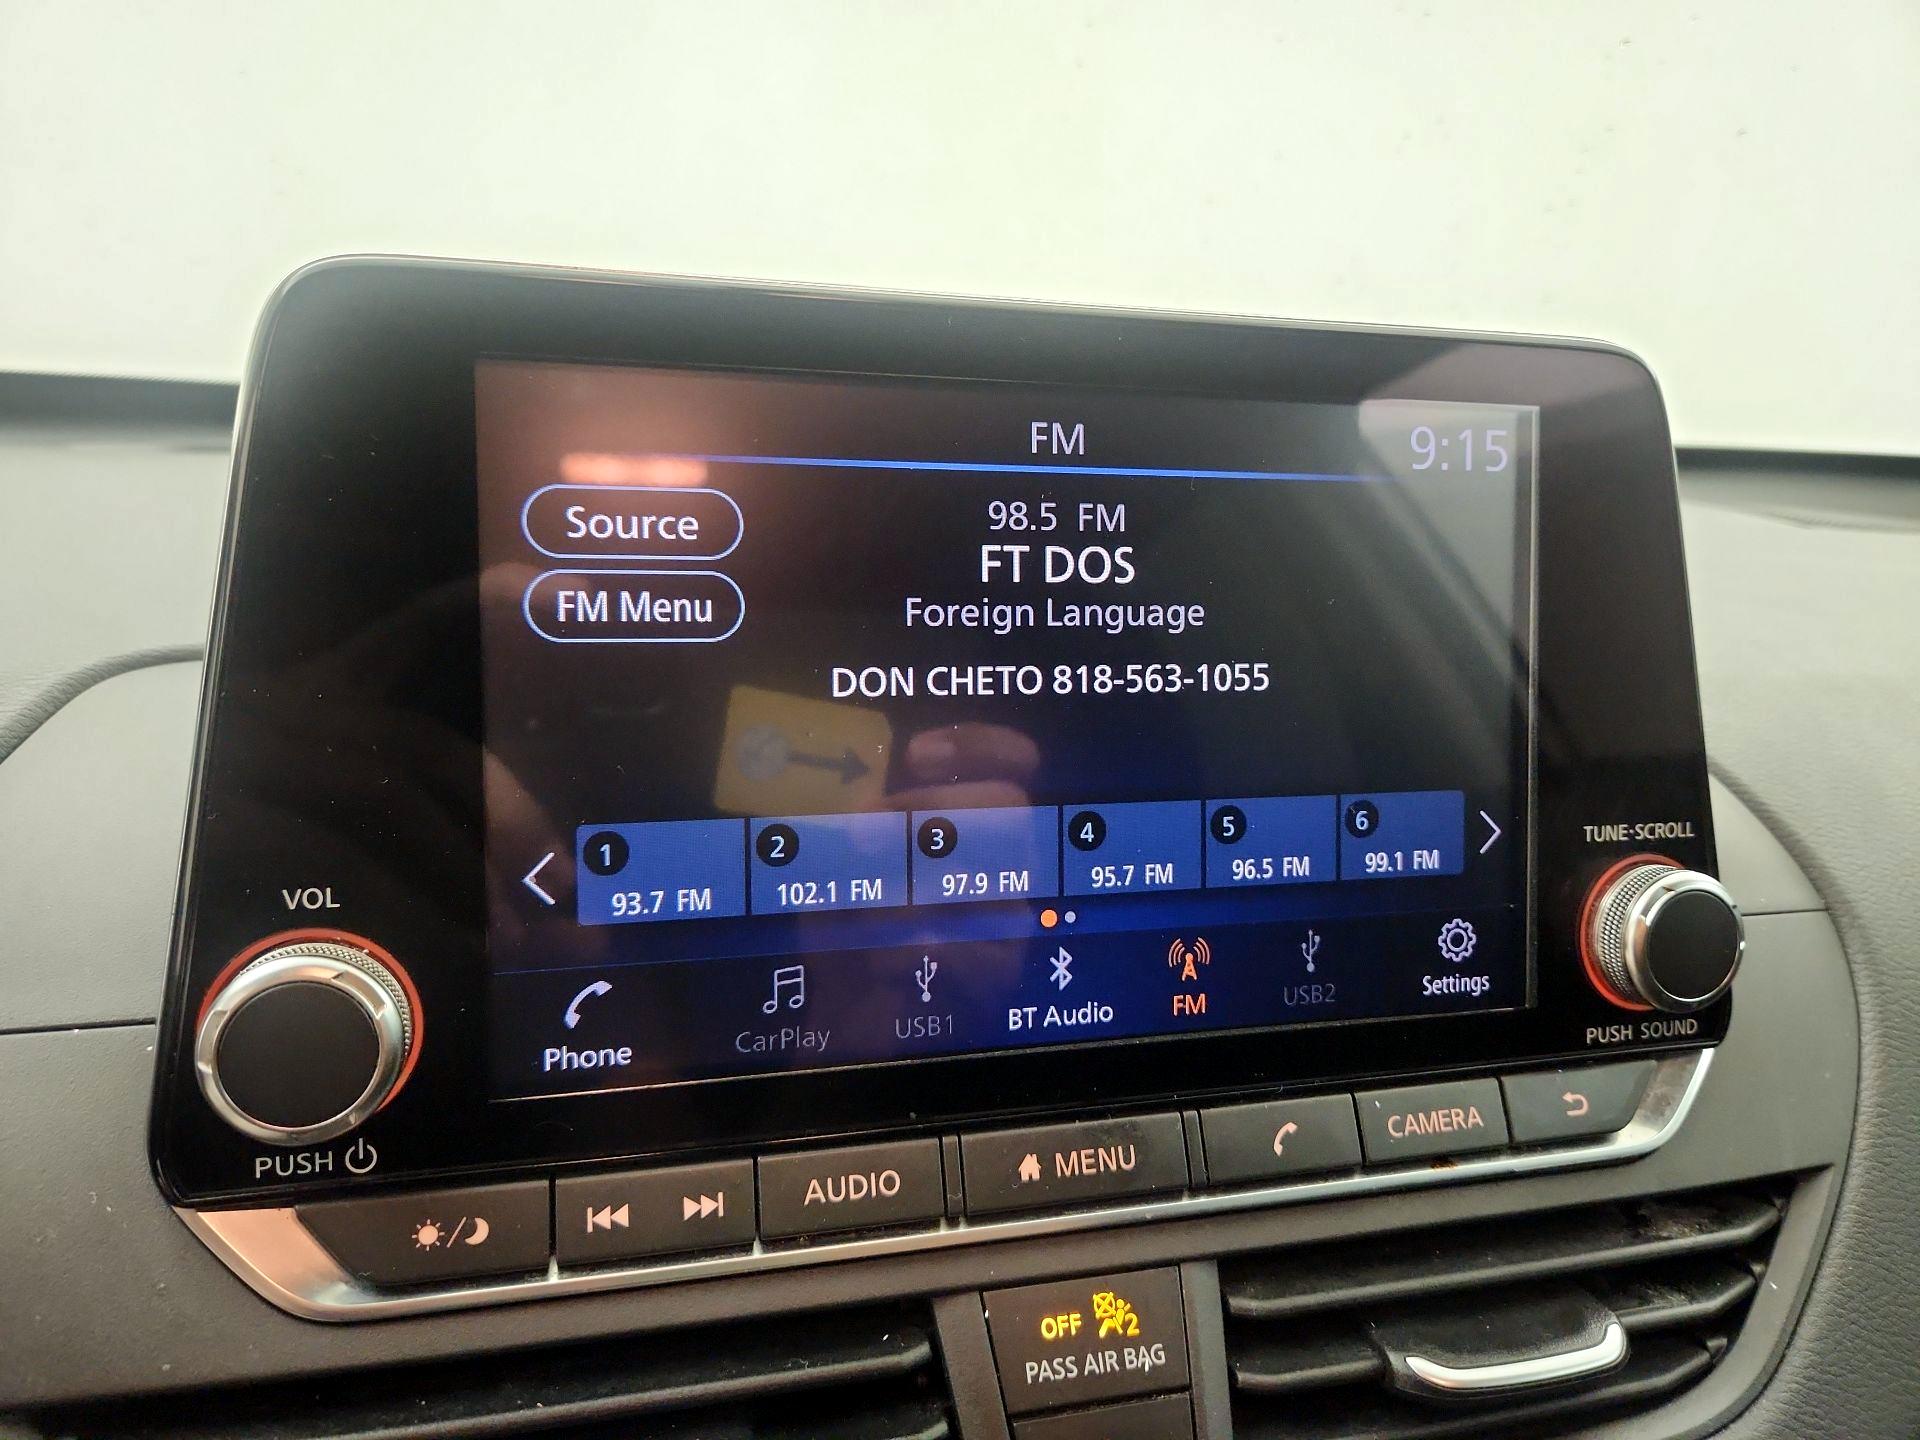 FM
9:15
Source
98.5 FM
FT DOS
FM Menu
Foreign Language
DON CHETO 818-563-1055
1 2 3 4 5 6
93.7 FM 102.1 FM 97.9 FM 95.7 FM 96.5 FM 99.1 FM
Phone CarPlay USB1 BT Audio FM USB2 Settings
VOL
PUSH
TUNE·SCROLL
PUSH SOUND
AUDIO MENU CAMERA
OFF 2
PASS AIR BAG